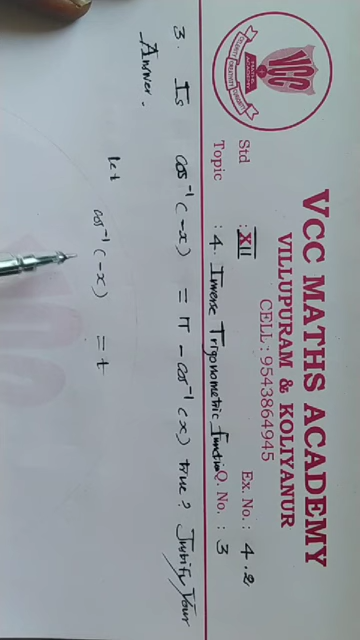 VCC MATHS ACADEMY
VILLUPURAM & KOLIYANUR
CELL : 9543864945
VCC
Std : XII Ex. No. : 4.2
Topic : 4. Inverse Trigonometric function Q. No. : 3
3. Is cos⁻¹(-x) = π - cos⁻¹(x) true? Justify your
Answer.
let
cos⁻¹(-x) = t